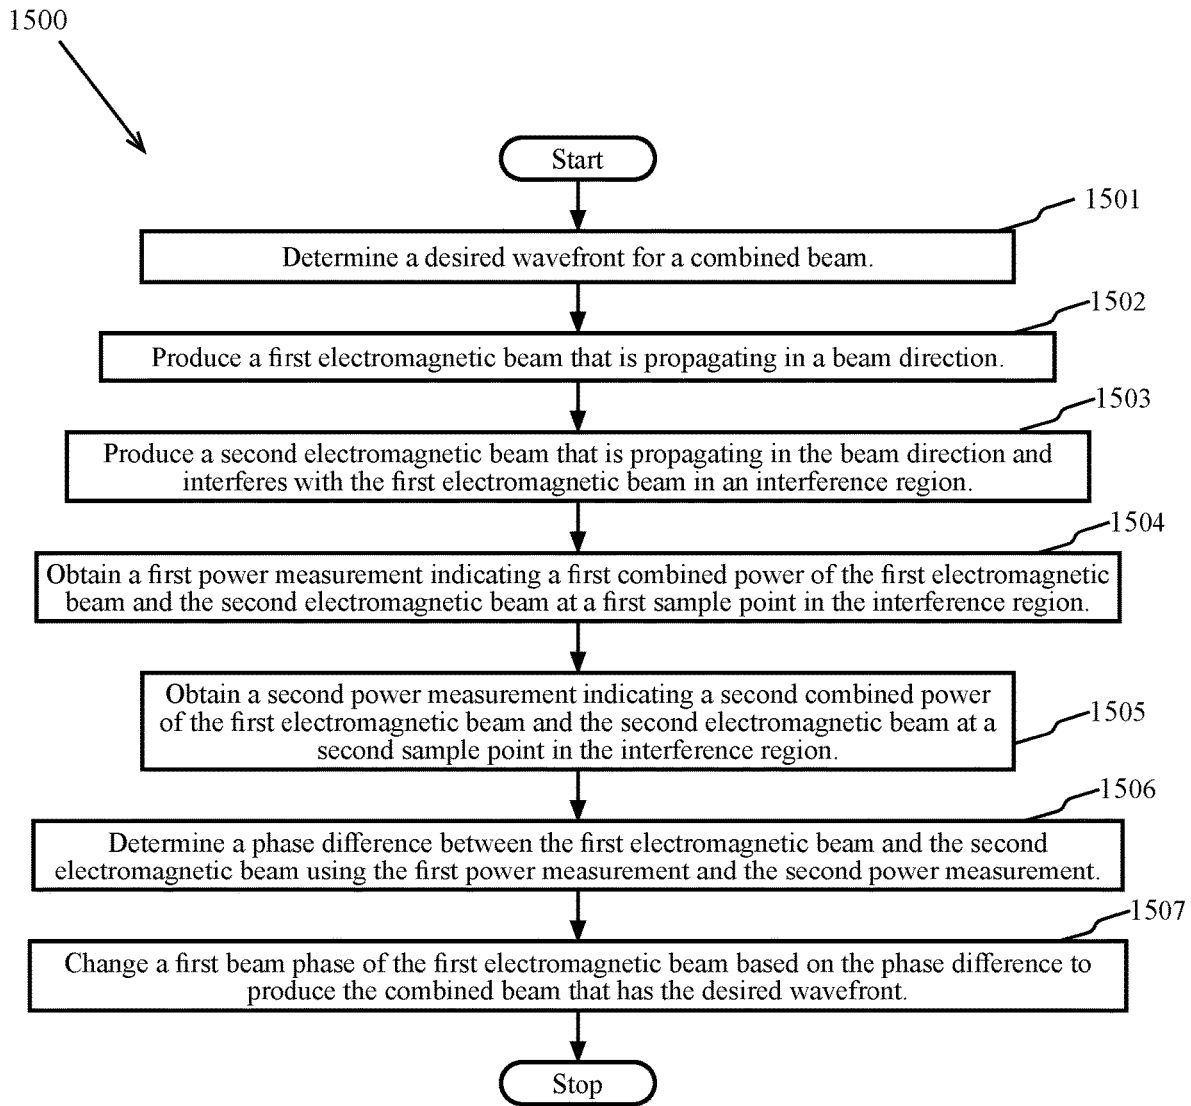 1500
Start
1501
Determine a desired wavefront for a combined beam.
1502
Produce a first electromagnetic beam that is propagating in a beam direction.
1503
Produce a second electromagnetic beam that is propagating in the beam direction and
interferes with the first electromagnetic beam in an interference region.
1504
Obtain a first power measurement indicating a first combined power of the first electromagnetic
beam and the second electromagnetic beam at a first sample point in the interference region.
Obtain a second power measurement indicating a second combined power
of the first electromagnetic beam and the second electromagnetic beam at a
second sample point in the interference region.
1505
1506
Determine a phase difference between the first electromagnetic beam and the second
electromagnetic beam using the first power measurement and the second power measurement.
1507
Change a first beam phase of the first electromagnetic beam based on the phase difference to
produce the combined beam that has the desired wavefront.
Stop